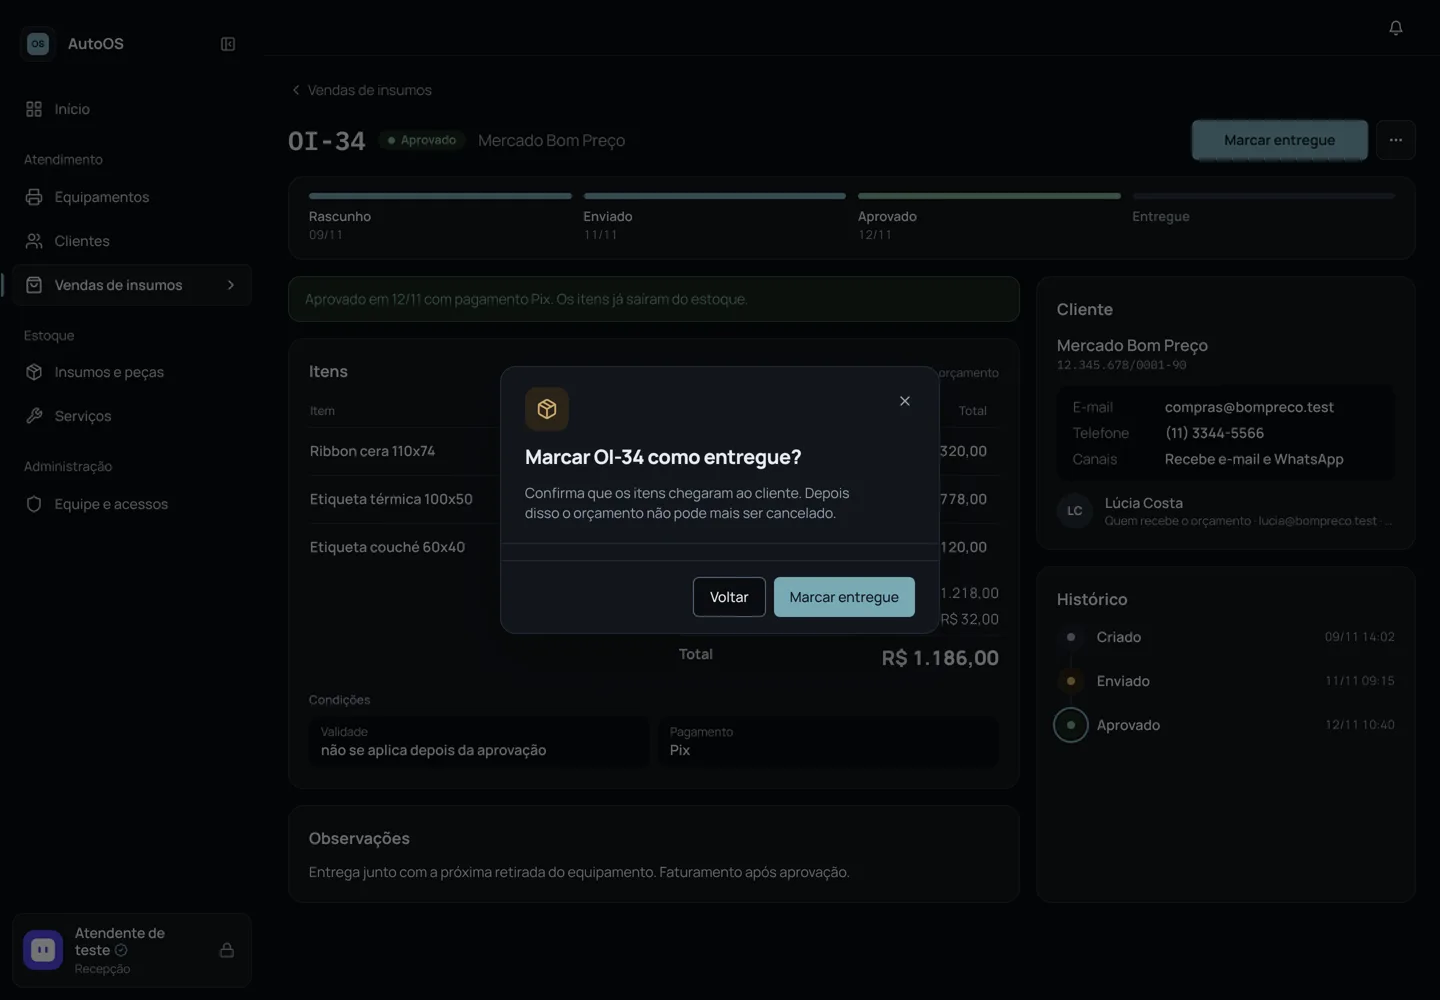 OS AutoOS
Início
Atendimento
Equipamentos
Clientes
Vendas de insumos
Estoque
Insumos e peças
Serviços
Administração
Equipe e acessos
Atendente de
teste
Recepção
Vendas de insumos
OI-34 Aprovado Mercado Bom Preço
Marcar entregue
Rascunho
09/11
Enviado
11/11
Aprovado
12/11
Entregue
Aprovado em 12/11 com pagamento Pix. Os itens já saíram do estoque.
Itens
orçamento
Item Total
Ribbon cera 110x74 320,00
Etiqueta térmica 100x50 778,00
Etiqueta couché 60x40 120,00
1.218,00
R$ 32,00
Total R$ 1.186,00
Condições
Validade
não se aplica depois da aprovação
Pagamento
Pix
Observações
Entrega junto com a próxima retirada do equipamento. Faturamento após aprovação.
Marcar OI-34 como entregue?
Confirma que os itens chegaram ao cliente. Depois
disso o orçamento não pode mais ser cancelado.
Voltar
Marcar entregue
Cliente
Mercado Bom Preço
12.345.678/0001-90
E-mail compras@bompreco.test
Telefone (11) 3344-5566
Canais Recebe e-mail e WhatsApp
LC
Lúcia Costa
Quem recebe o orçamento · lucia@bompreco.test · ...
Histórico
Criado 09/11 14:02
Enviado 11/11 09:15
Aprovado 12/11 10:40